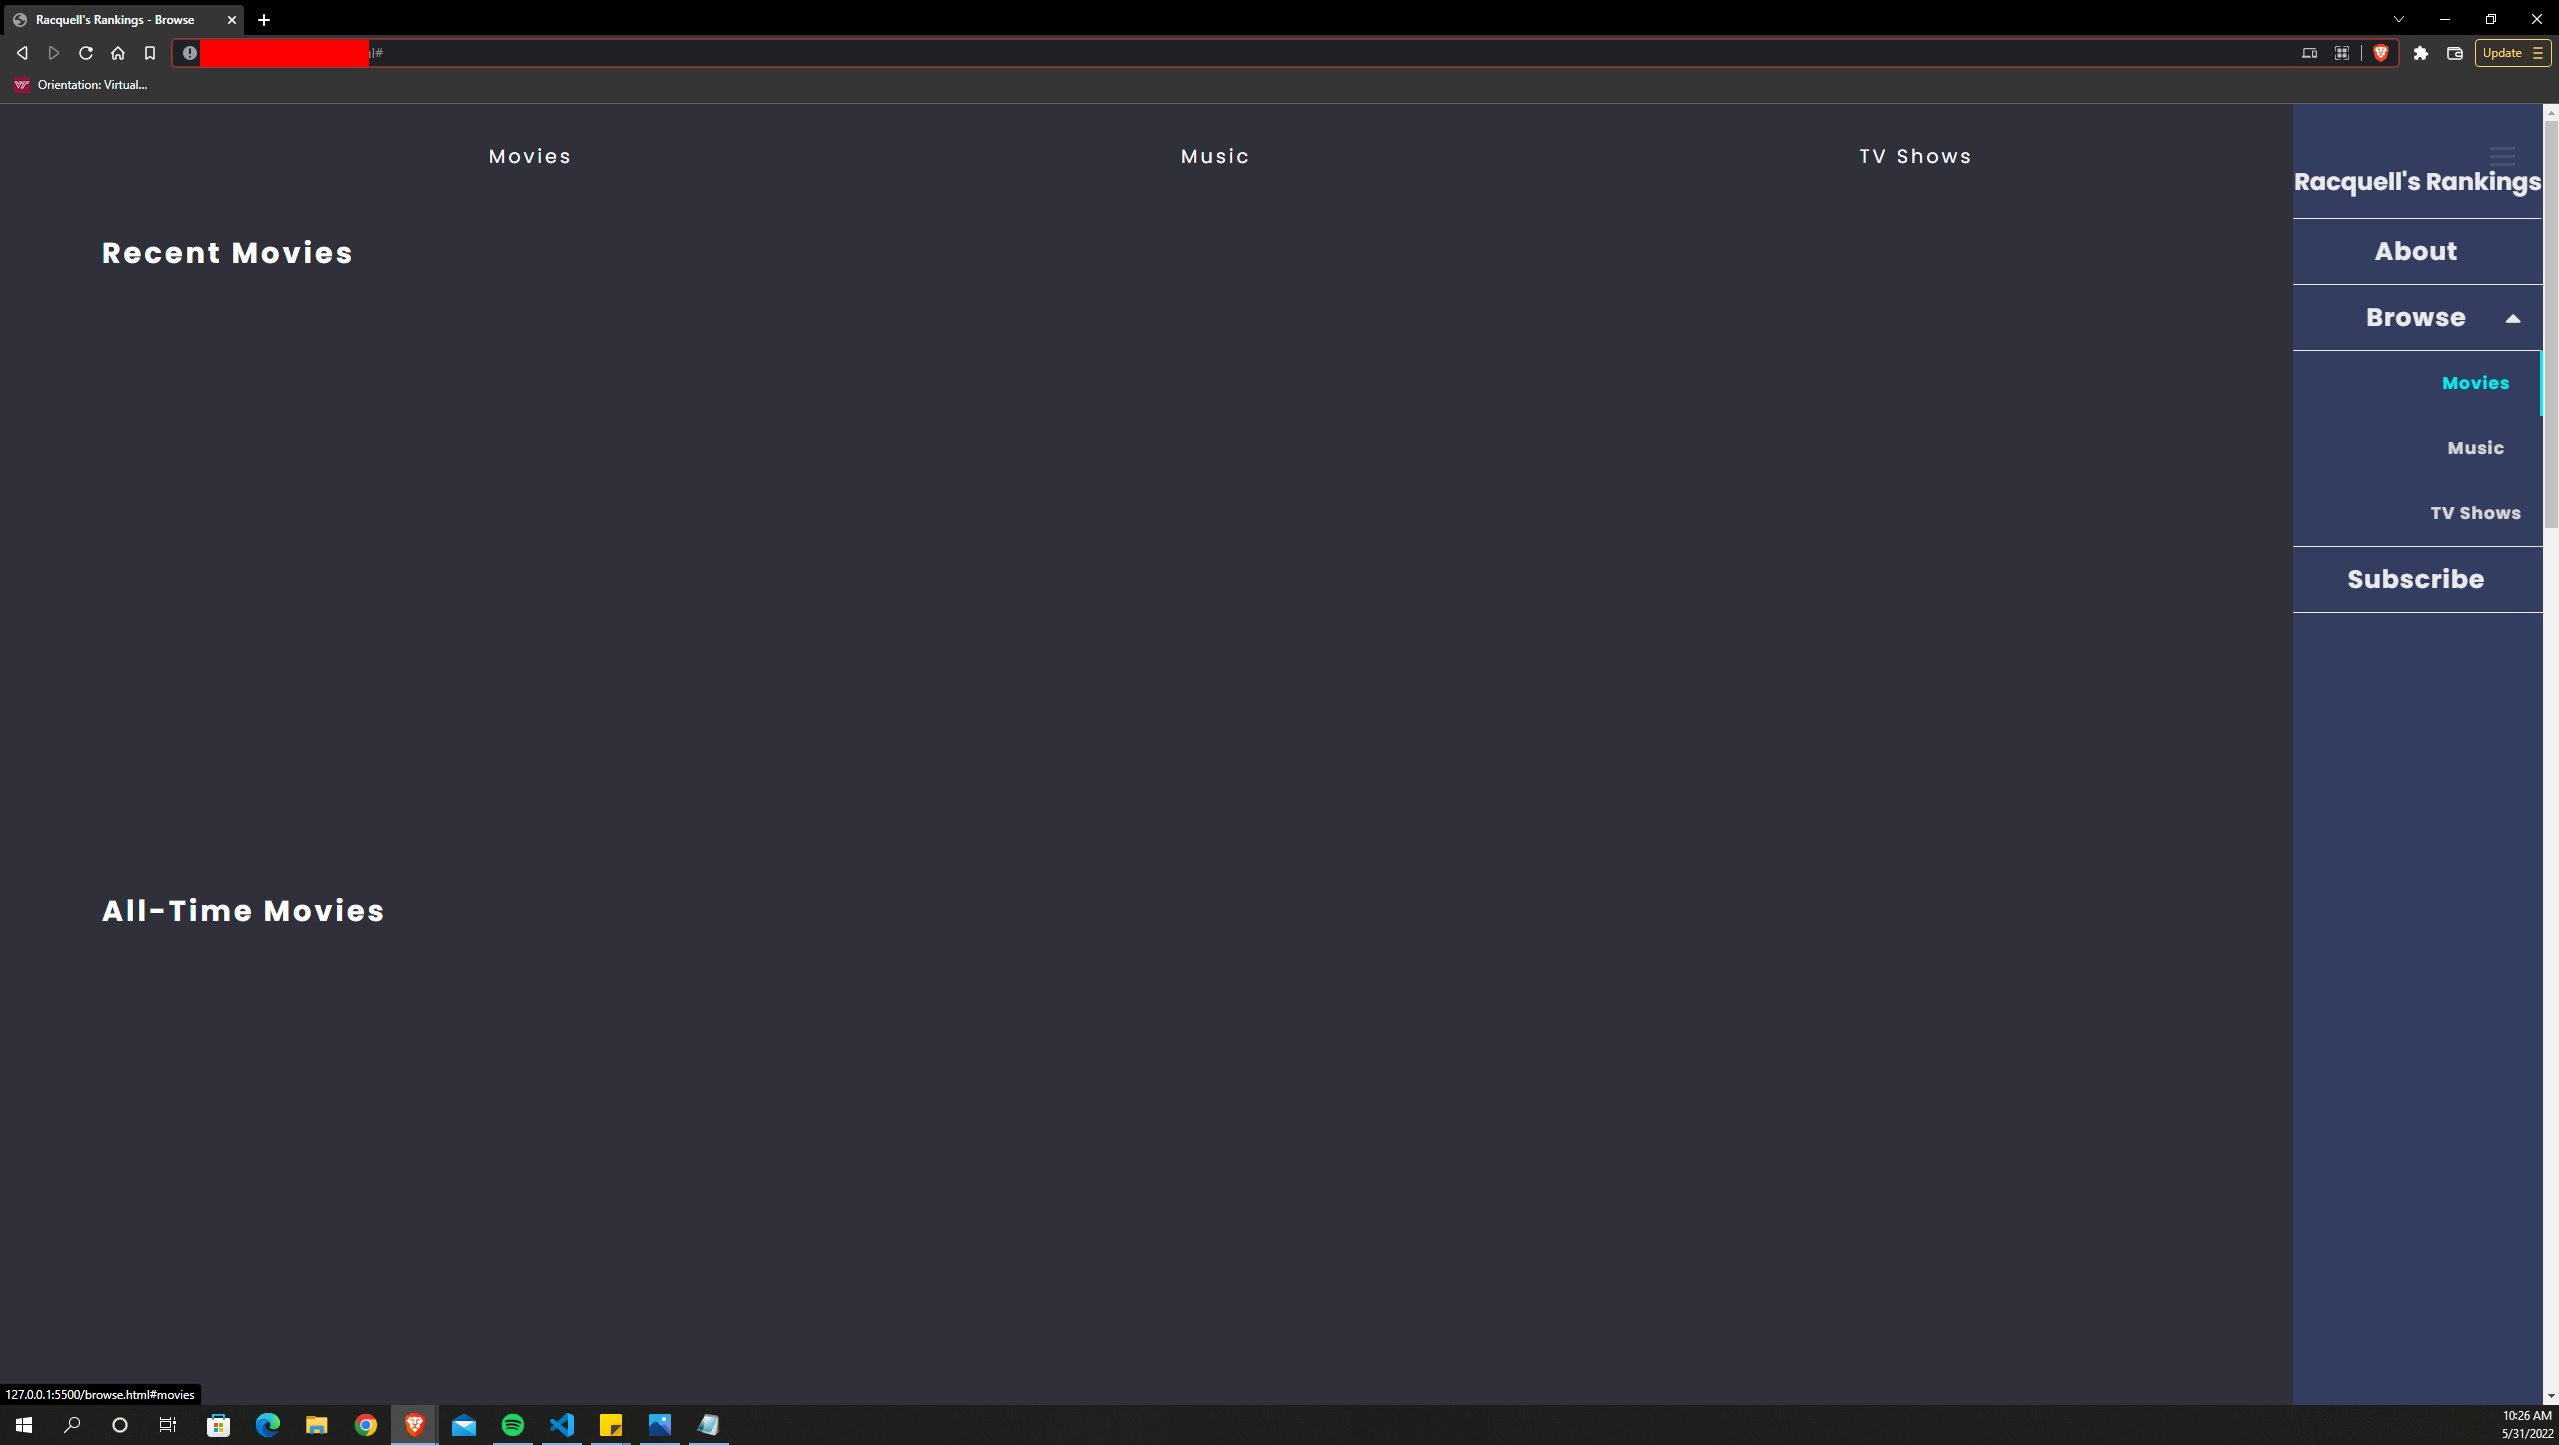 Racquell's Rankings - Browse
l#
Update
Orientation: Virtual...
Movies
Music
TV Shows
Racquell's Rankings
Recent Movies
About
Browse
Movies
Music
TV Shows
Subscribe
All-Time Movies
127.0.0.1:5500/browse.html#movies
10:26 AM
5/31/2022